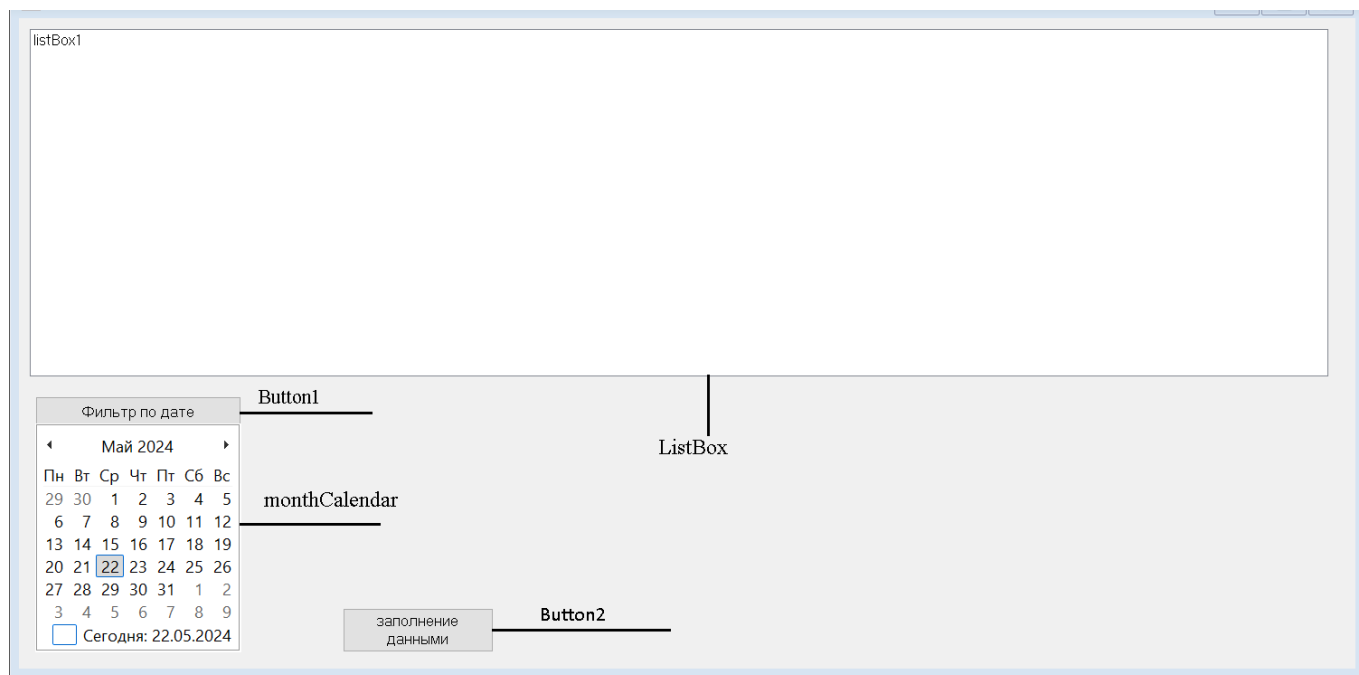 listBox1
Button1
Фильтр по дате
ListBox
Май 2024
Пн Вт Ср Чт Пт Сб Вс
29 30 1 2 3 4 5
monthCalendar
6 7 8 9 10 11 12
13 14 15 16 17 18 19
20 21 22 23 24 25 26
27 28 29 30 31 1 2
3 4 5 6 7 8 9
Сегодня: 22.05.2024
заполнение
данными
Button2